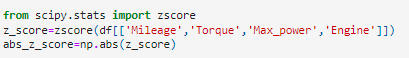 from scipy.stats import zscore
z_score=zscore(df[['Mileage','Torque','Max_power','Engine']])
abs_z_score=np.abs(z_score)